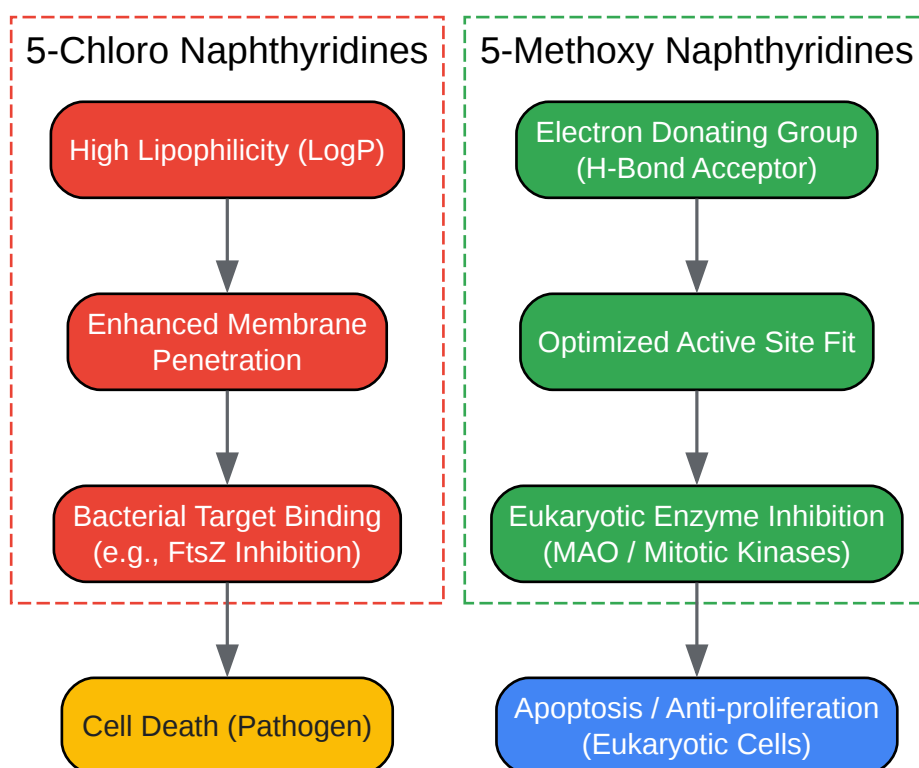 5-Chloro Naphthyridines
High Lipophilicity (LogP)
Enhanced Membrane
Penetration
Bacterial Target Binding
(e.g., FtsZ Inhibition)
Cell Death (Pathogen)
5-Methoxy Naphthyridines
Electron Donating Group
(H-Bond Acceptor)
Optimized Active Site Fit
Eukaryotic Enzyme Inhibition
(MAO / Mitotic Kinases)
Apoptosis / Anti-proliferation
(Eukaryotic Cells)